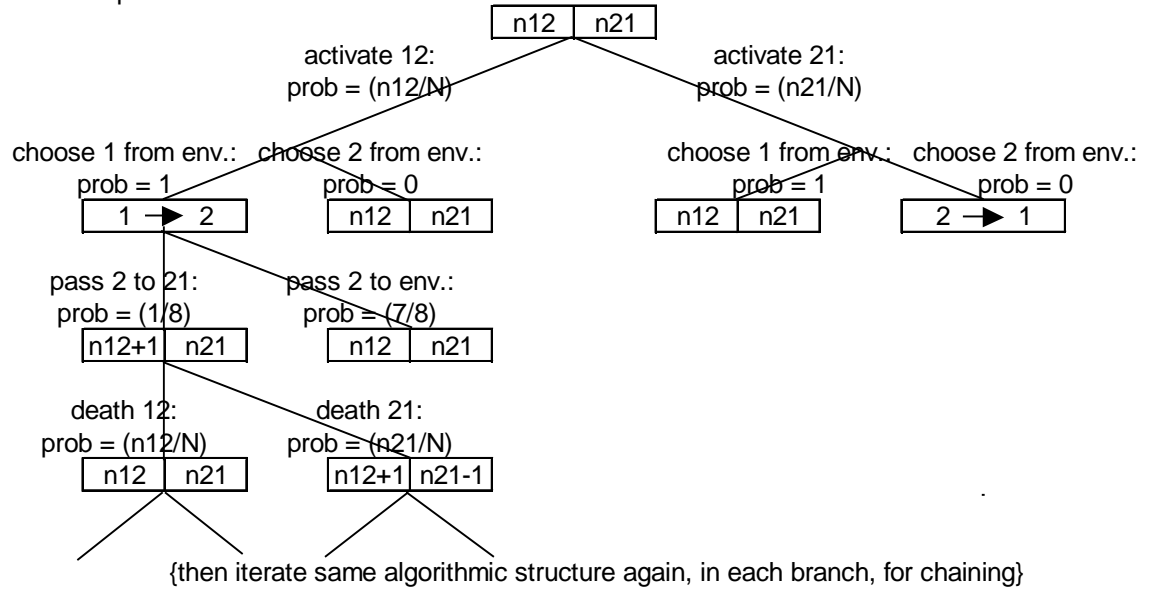 n12 n21
activate 12: activate 21:
prob = (n12/N) prob = (n21/N)
choose 1 from env.: choose 2 from env.: choose 1 from env.: choose 2 from env.:
prob = 1 prob = 0 prob = 1 prob = 0
1 → 2 n12 n21 n12 n21 2 → 1
pass 2 to 21: pass 2 to env.:
prob = (1/8) prob = (7/8)
n12+1 n21 n12 n21
death 12: death 21:
prob = (n12/N) prob = (n21/N)
n12 n21 n12+1 n21-1
{then iterate same algorithmic structure again, in each branch, for chaining}